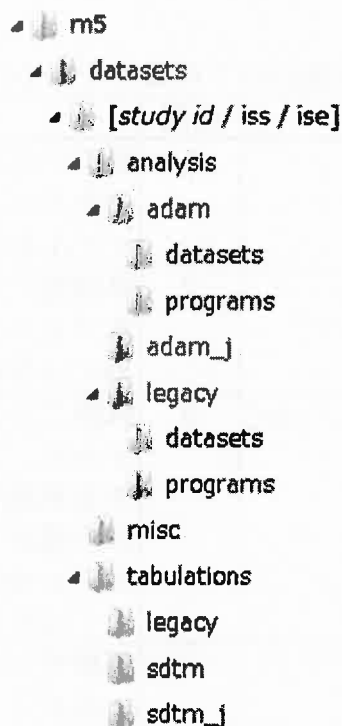 m5
datasets
[study id / iss / ise]
analysis
adam
datasets
programs
adam_j
legacy
datasets
programs
misc
tabulations
legacy
sdtm
sdtm_j